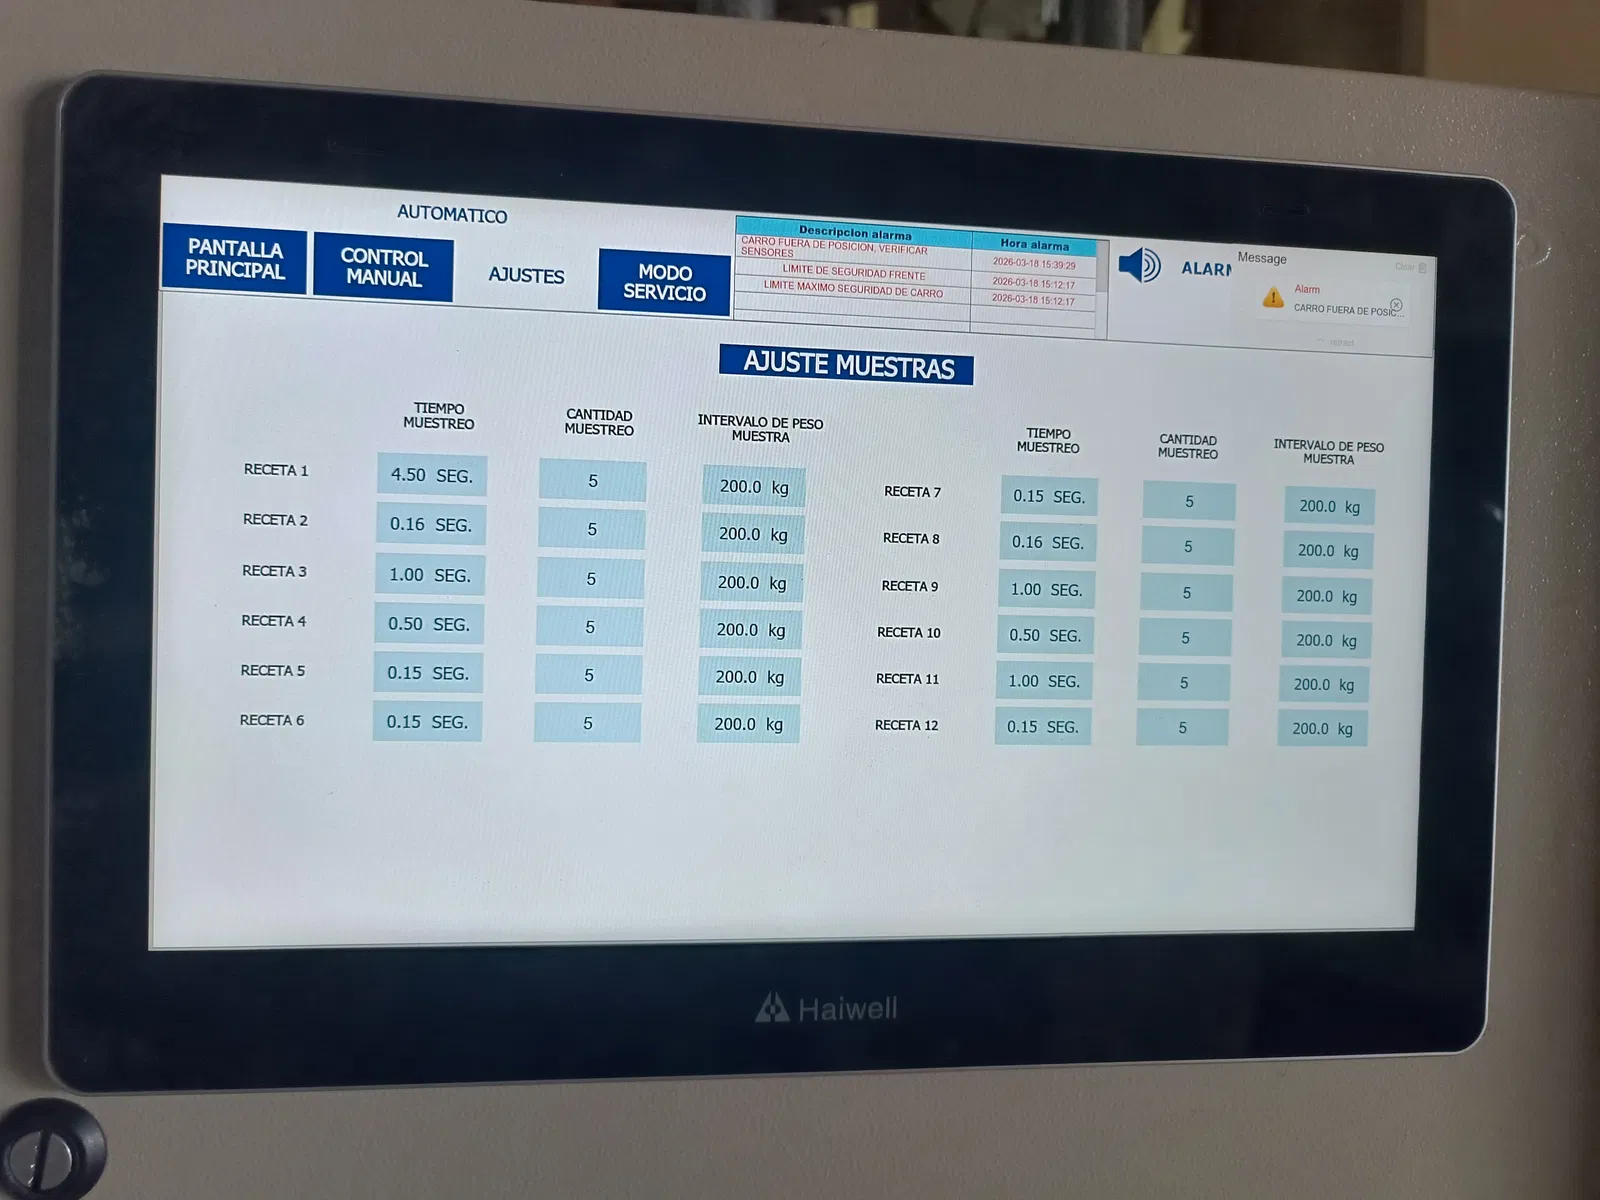 AUTOMATICO
PANTALLA
PRINCIPAL
CONTROL
MANUAL
AJUSTES
MODO
SERVICIO
Descripcion alarma Hora alarma
CARRO FUERA DE POSICION, VERIFICAR
SENSORES 2026-03-18 15:39:29
LIMITE DE SEGURIDAD FRENTE 2026-03-18 15:12:17
LIMITE MAXIMO SEGURIDAD DE CARRO 2026-03-18 15:12:17
ALARM
Message Clear
Alarm
CARRO FUERA DE POSIC...
retract
AJUSTE MUESTRAS
TIEMPO
MUESTREO
CANTIDAD
MUESTREO
INTERVALO DE PESO
MUESTRA
RECETA 1 4.50 SEG. 5 200.0 kg
RECETA 2 0.16 SEG. 5 200.0 kg
RECETA 3 1.00 SEG. 5 200.0 kg
RECETA 4 0.50 SEG. 5 200.0 kg
RECETA 5 0.15 SEG. 5 200.0 kg
RECETA 6 0.15 SEG. 5 200.0 kg
TIEMPO
MUESTREO
CANTIDAD
MUESTREO
INTERVALO DE PESO
MUESTRA
RECETA 7 0.15 SEG. 5 200.0 kg
RECETA 8 0.16 SEG. 5 200.0 kg
RECETA 9 1.00 SEG. 5 200.0 kg
RECETA 10 0.50 SEG. 5 200.0 kg
RECETA 11 1.00 SEG. 5 200.0 kg
RECETA 12 0.15 SEG. 5 200.0 kg
Haiwell